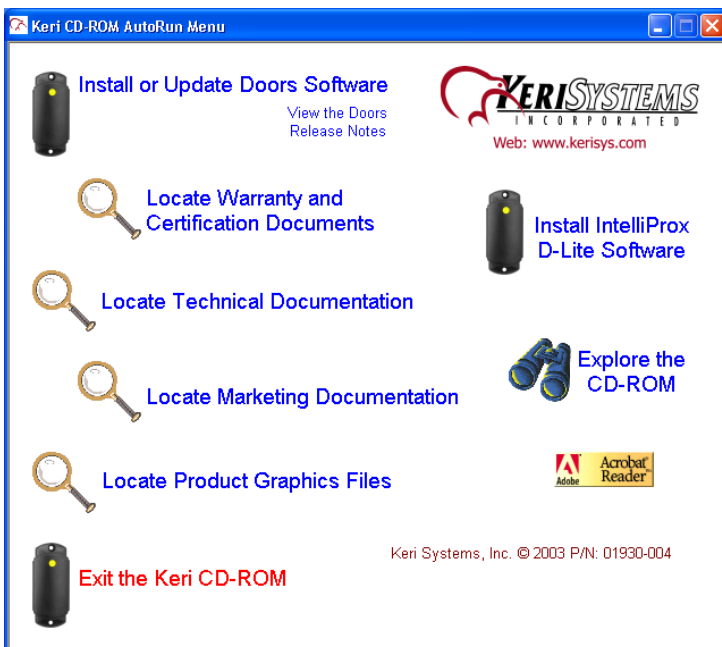 Keri CD-ROM AutoRun Menu
Install or Update Doors Software
View the Doors
Release Notes
KERISYSTEMS
INCORPORATED
Web: www.kerisys.com
Locate Warranty and
Certification Documents
Install IntelliProx
D-Lite Software
Locate Technical Documentation
Explore the
CD-ROM
Locate Marketing Documentation
Locate Product Graphics Files
Adobe
Acrobat
Reader
Keri Systems, Inc. © 2003 P/N: 01930-004
Exit the Keri CD-ROM